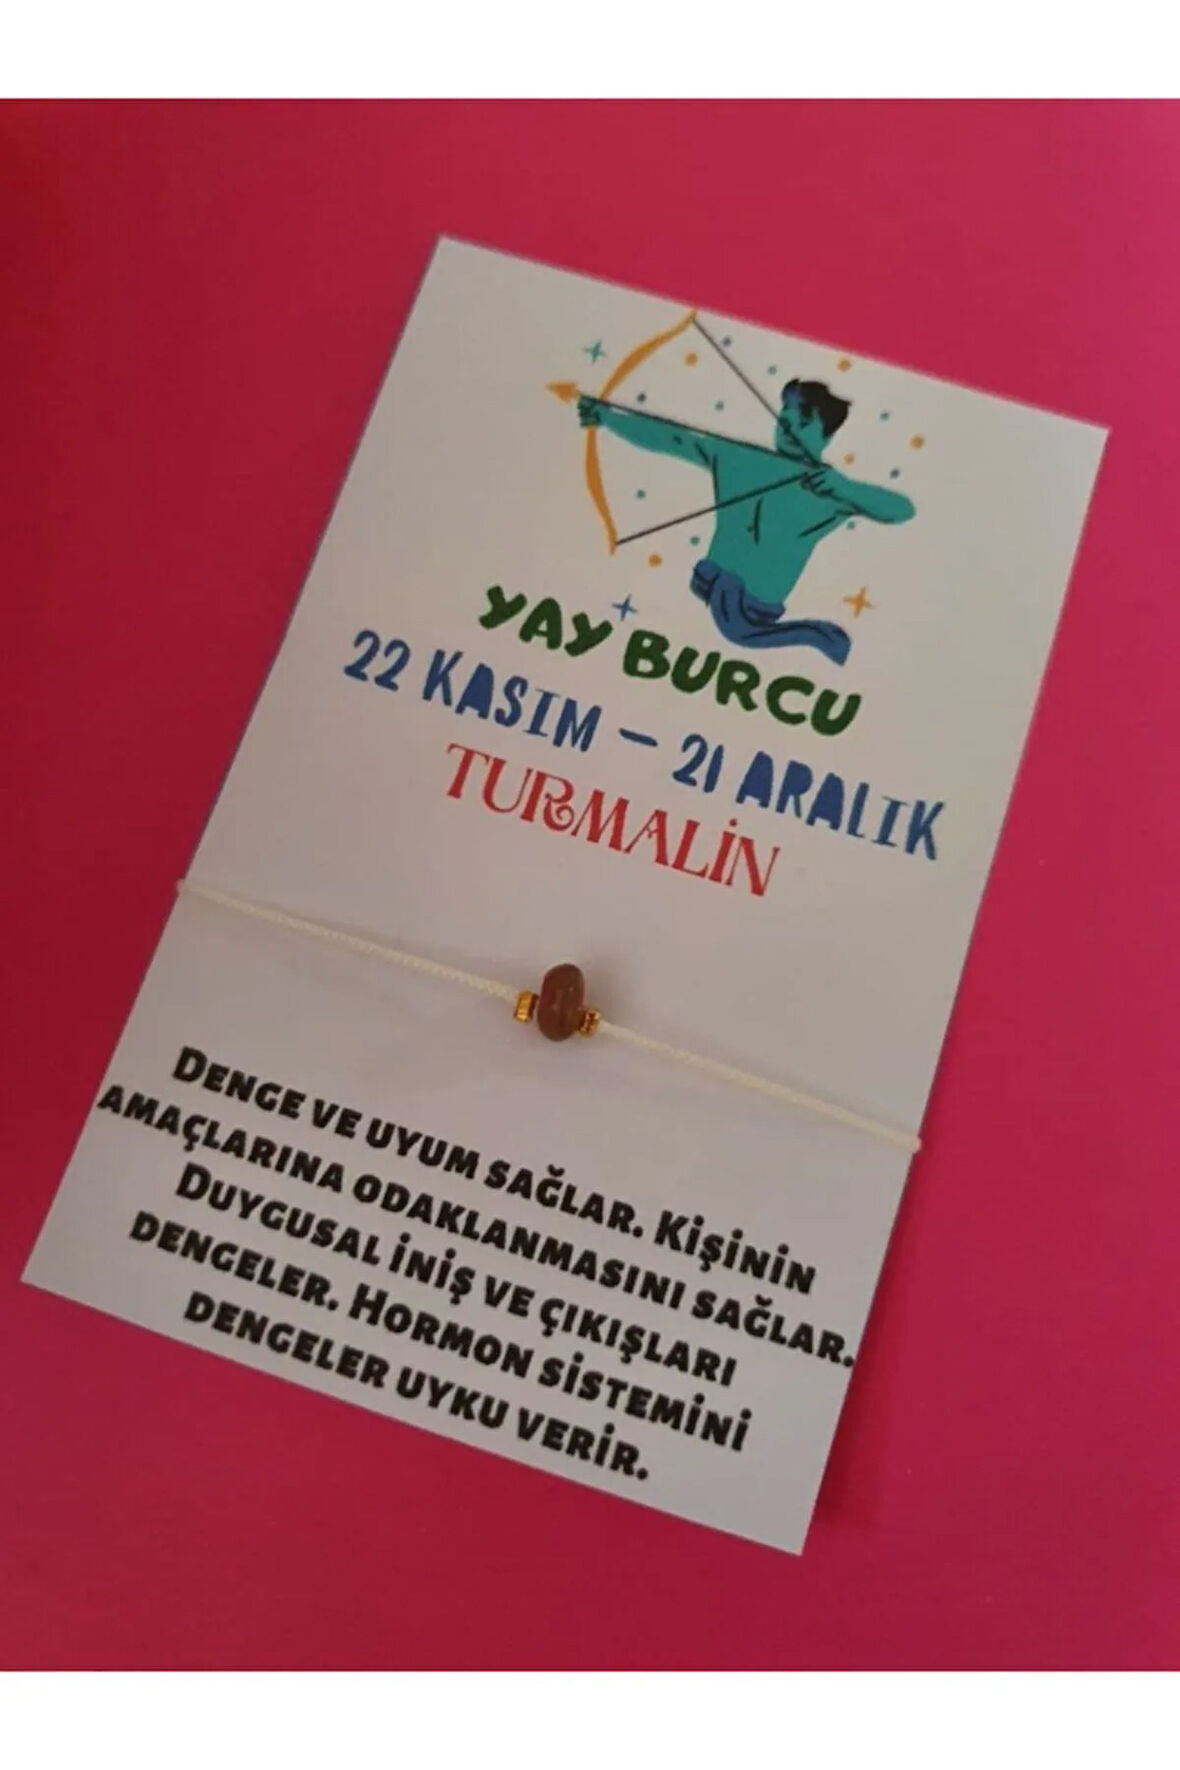 YAY BURCU
22 KASIM – 21 ARALIK
TURMALİN
DENGE VE UYUM SAĞLAR. KİŞİNİN
AMAÇLARINA ODAKLANMASINI SAĞLAR.
DUYGUSAL İNİŞ VE ÇIKIŞLARI
DENGELER. HORMON SİSTEMİNİ
DENGELER UYKU VERİR.